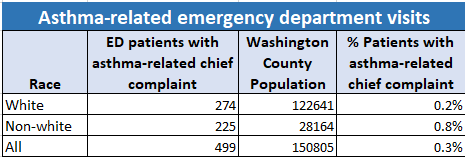 Asthma-related emergency department visits
Race
ED patients with
asthma-related chief
complaint
Washington
County
Population
% Patients with
asthma-related
chief complaint
White 274 122641 0.2%
Non-white 225 28164 0.8%
All 499 150805 0.3%